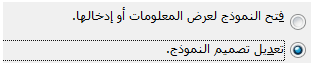 فتح النموذج لعرض المعلومات أو إدخالها.
تعديل تصميم النموذج.